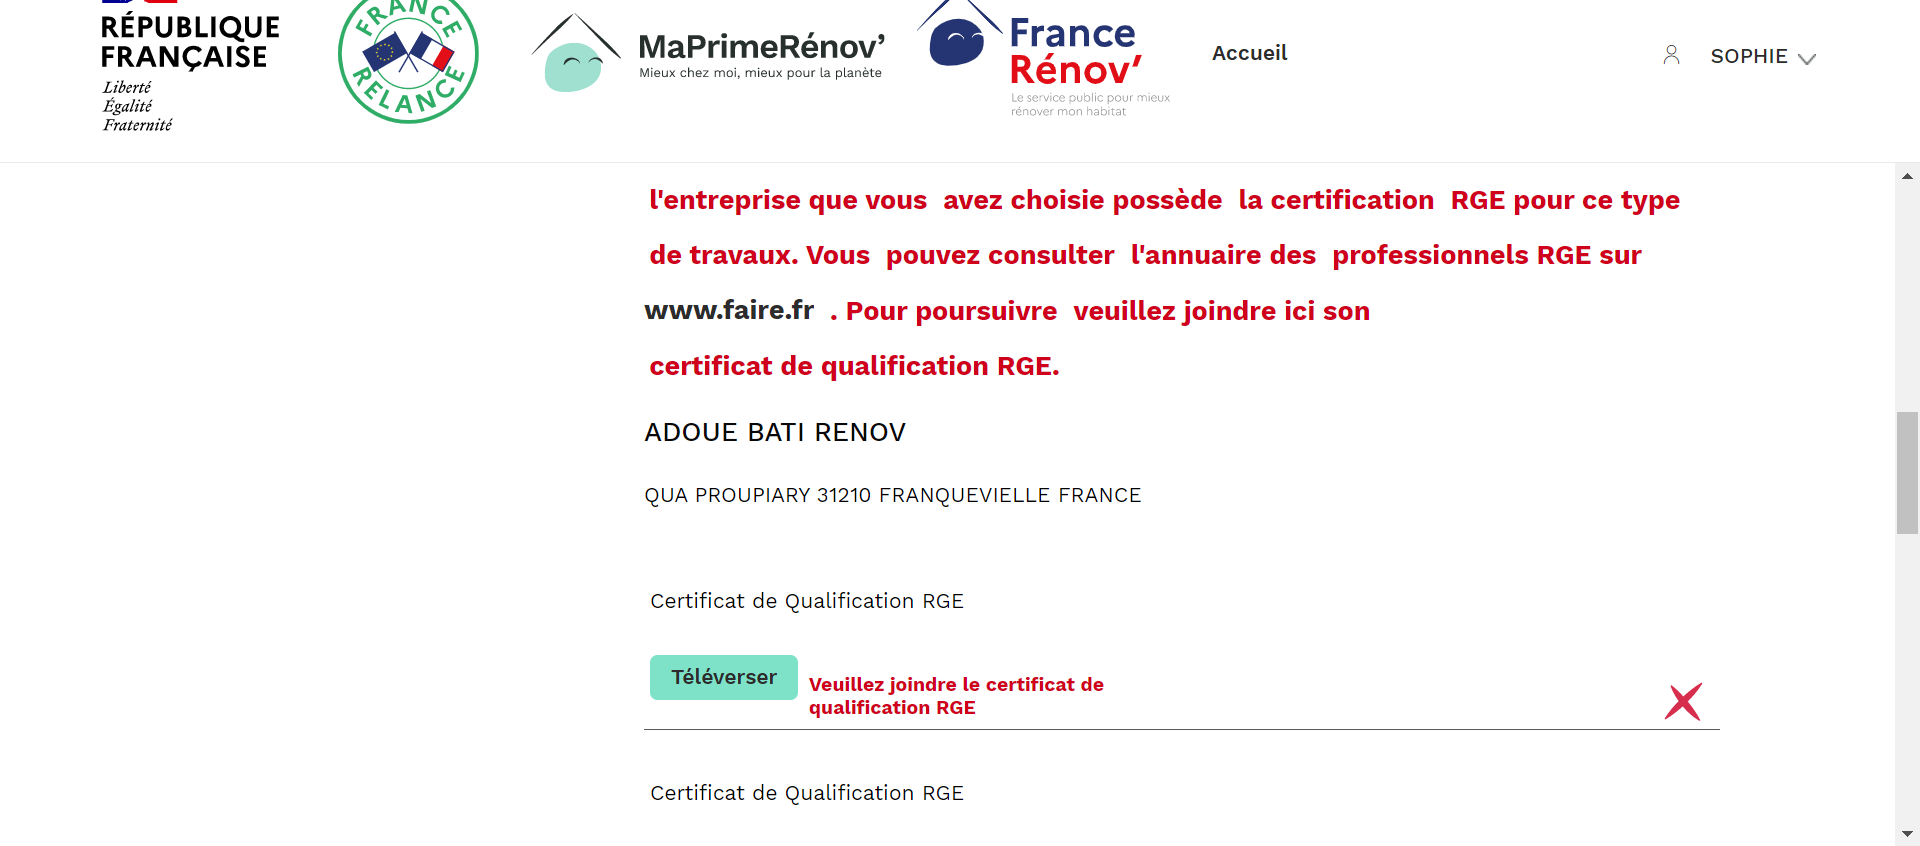 RÉPUBLIQUE
FRANÇAISE
Liberté
Égalité
Fraternité
FRANCE
RELANCE
MaPrimeRénov’
Mieux chez moi, mieux pour la planète
France
Rénov’
Le service public pour mieux
rénover mon habitat
Accueil
SOPHIE
l'entreprise que vous avez choisie possède la certification RGE pour ce type
de travaux. Vous pouvez consulter l'annuaire des professionnels RGE sur
www.faire.fr . Pour poursuivre veuillez joindre ici son
certificat de qualification RGE.
ADOUE BATI RENOV
QUA PROUPIARY 31210 FRANQUEVIELLE FRANCE
Certificat de Qualification RGE
Téléverser
Veuillez joindre le certificat de
qualification RGE
Certificat de Qualification RGE